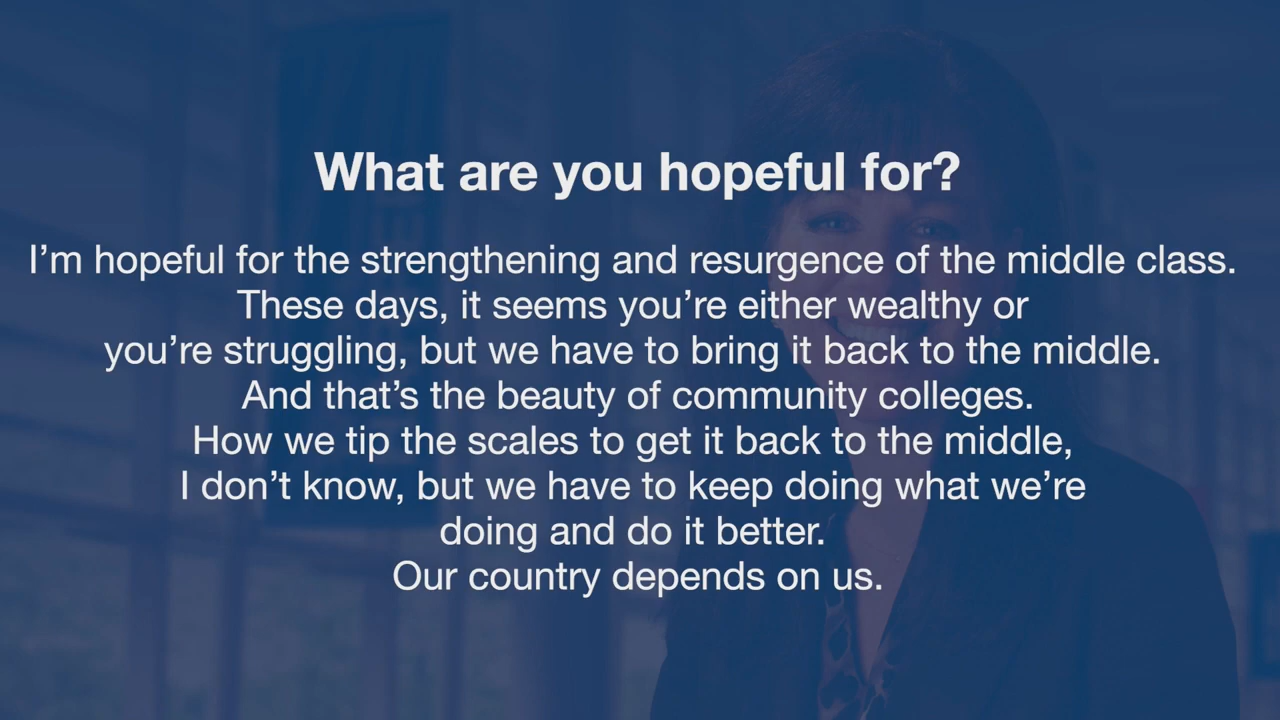 What are you hopeful for?
I’m hopeful for the strengthening and resurgence of the middle class.
These days, it seems you’re either wealthy or
you’re struggling, but we have to bring it back to the middle.
And that’s the beauty of community colleges.
How we tip the scales to get it back to the middle,
I don’t know, but we have to keep doing what we’re
doing and do it better.
Our country depends on us.